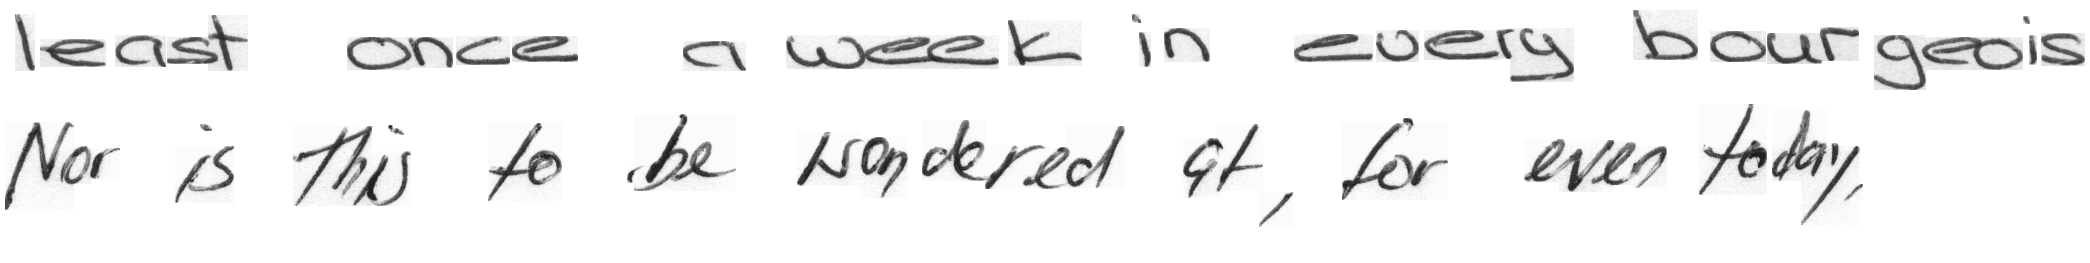 least once a week in every bourgeois
Nor is this to be wondered at, for even today,